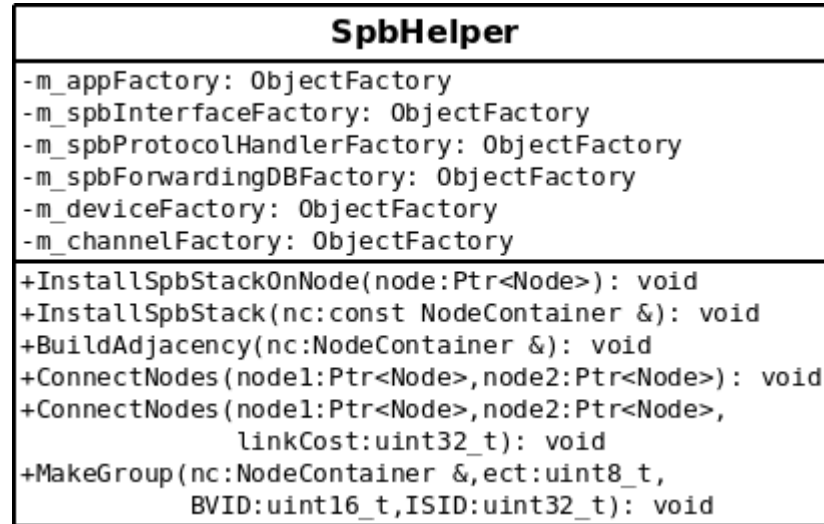 SpbHelper
-m_appFactory: ObjectFactory
-m_spbInterfaceFactory: ObjectFactory
-m_spbProtocolHandlerFactory: ObjectFactory
-m_spbForwardingDBFactory: ObjectFactory
-m_deviceFactory: ObjectFactory
-m_channelFactory: ObjectFactory
+InstallSpbStackOnNode(node:Ptr<Node>): void
+InstallSpbStack(nc:const NodeContainer &): void
+BuildAdjacency(nc:NodeContainer &): void
+ConnectNodes(node1:Ptr<Node>,node2:Ptr<Node>): void
+ConnectNodes(node1:Ptr<Node>,node2:Ptr<Node>,
linkCost:uint32_t): void
+MakeGroup(nc:NodeContainer &,ect:uint8_t,
BVID:uint16_t,ISID:uint32_t): void